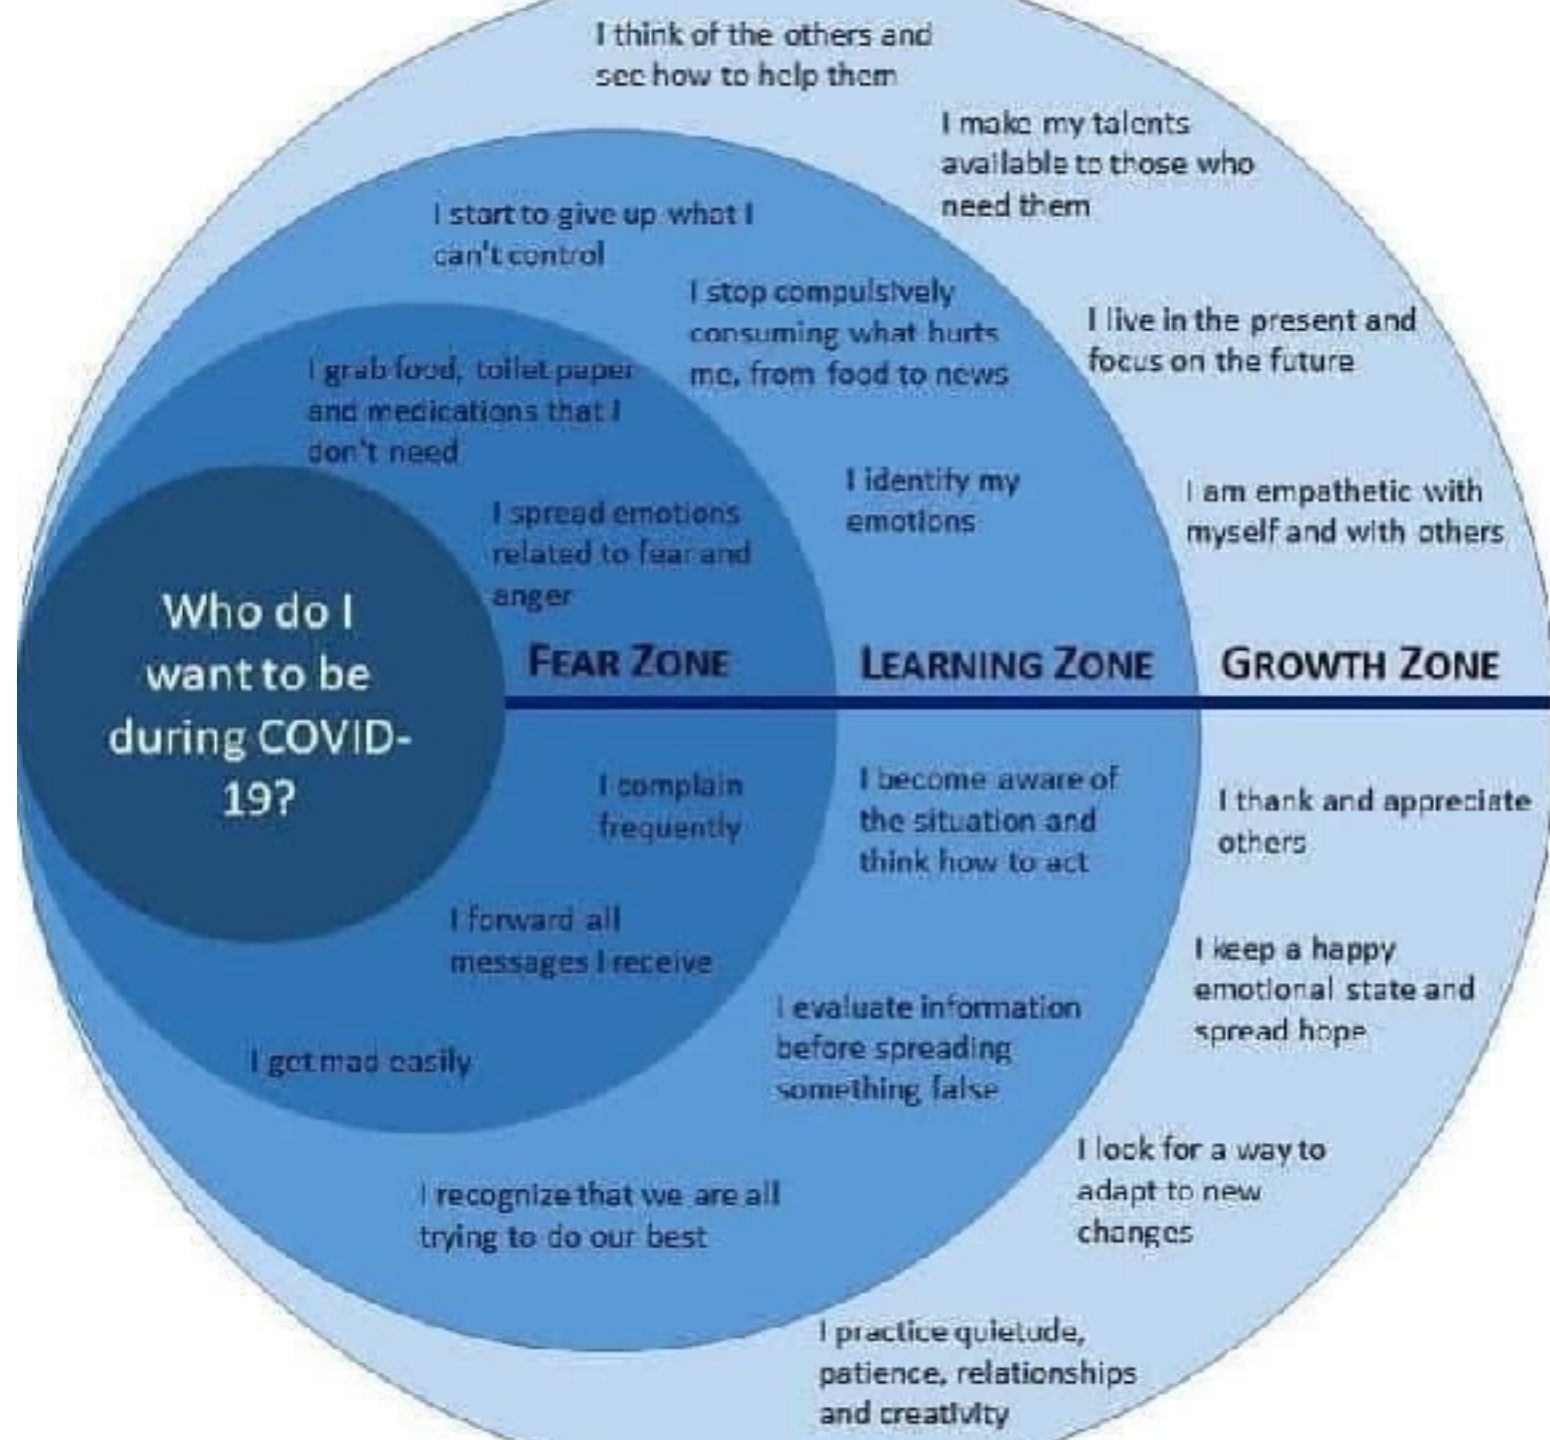 I think of the others and
see how to help them
I make my talents
available to those who
need them
I start to give up what I
can't control
I stop compulsively
consuming what hurts
me, from food to news
I live in the present and
focus on the future
I grab food, toilet paper
and medications that I
don't need
I identify my
emotions
I am empathetic with
myself and with others
I spread emotions
related to fear and
anger
Who do I
want to be
during COVID-
19?
FEAR ZONE
LEARNING ZONE
GROWTH ZONE
I complain
frequently
I become aware of
the situation and
think how to act
I thank and appreciate
others
I forward all
messages I receive
I keep a happy
emotional state and
spread hope
I evaluate information
before spreading
something false
I get mad easily
I look for a way to
adapt to new
changes
I recognize that we are all
trying to do our best
I practice quietude,
patience, relationships
and creativity